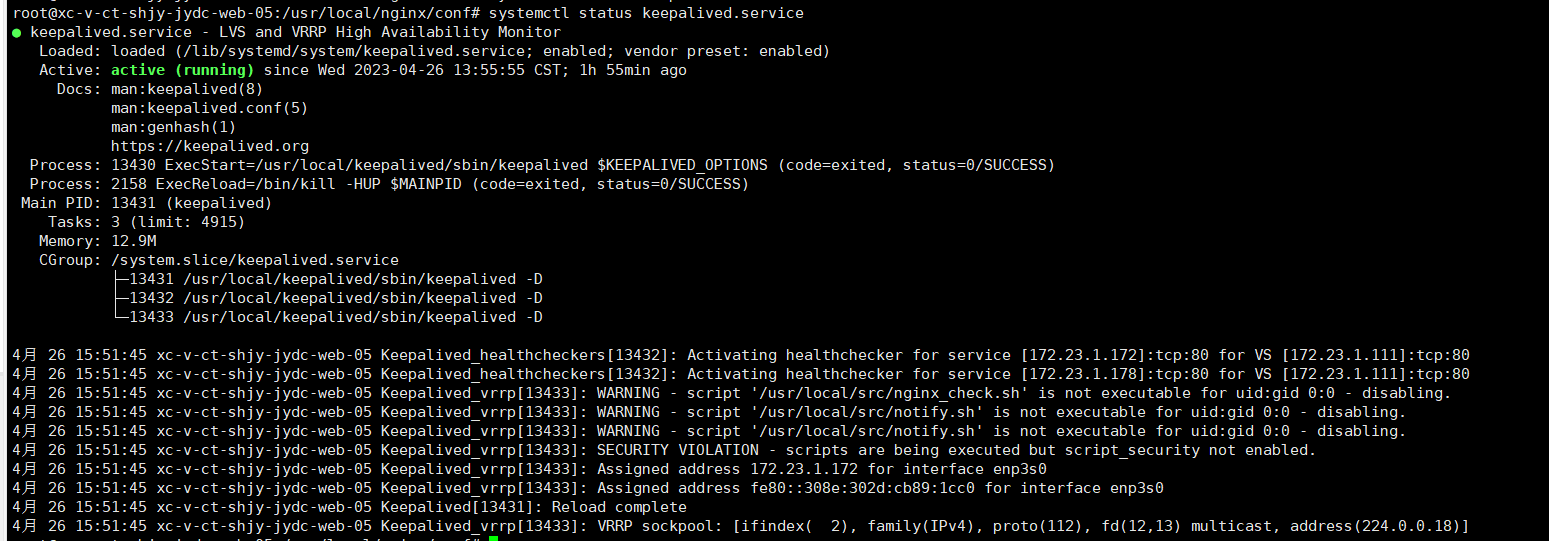 root@xc-v-ct-shjy-jydc-web-05:/usr/local/nginx/conf# systemctl status keepalived.service
● keepalived.service - LVS and VRRP High Availability Monitor
Loaded: loaded (/lib/systemd/system/keepalived.service; enabled; vendor preset: enabled)
Active: active (running) since Wed 2023-04-26 13:55:55 CST; 1h 55min ago
Docs: man:keepalived(8)
man:keepalived.conf(5)
man:genhash(1)
https://keepalived.org
Process: 13430 ExecStart=/usr/local/keepalived/sbin/keepalived $KEEPALIVED_OPTIONS (code=exited, status=0/SUCCESS)
Process: 2158 ExecReload=/bin/kill -HUP $MAINPID (code=exited, status=0/SUCCESS)
Main PID: 13431 (keepalived)
Tasks: 3 (limit: 4915)
Memory: 12.9M
CGroup: /system.slice/keepalived.service
├─13431 /usr/local/keepalived/sbin/keepalived -D
├─13432 /usr/local/keepalived/sbin/keepalived -D
└─13433 /usr/local/keepalived/sbin/keepalived -D
4月 26 15:51:45 xc-v-ct-shjy-jydc-web-05 Keepalived_healthcheckers[13432]: Activating healthchecker for service [172.23.1.172]:tcp:80 for VS [172.23.1.111]:tcp:80
4月 26 15:51:45 xc-v-ct-shjy-jydc-web-05 Keepalived_healthcheckers[13432]: Activating healthchecker for service [172.23.1.178]:tcp:80 for VS [172.23.1.111]:tcp:80
4月 26 15:51:45 xc-v-ct-shjy-jydc-web-05 Keepalived_vrrp[13433]: WARNING - script '/usr/local/src/nginx_check.sh' is not executable for uid:gid 0:0 - disabling.
4月 26 15:51:45 xc-v-ct-shjy-jydc-web-05 Keepalived_vrrp[13433]: WARNING - script '/usr/local/src/notify.sh' is not executable for uid:gid 0:0 - disabling.
4月 26 15:51:45 xc-v-ct-shjy-jydc-web-05 Keepalived_vrrp[13433]: WARNING - script '/usr/local/src/notify.sh' is not executable for uid:gid 0:0 - disabling.
4月 26 15:51:45 xc-v-ct-shjy-jydc-web-05 Keepalived_vrrp[13433]: SECURITY VIOLATION - scripts are being executed but script_security not enabled.
4月 26 15:51:45 xc-v-ct-shjy-jydc-web-05 Keepalived_vrrp[13433]: Assigned address 172.23.1.172 for interface enp3s0
4月 26 15:51:45 xc-v-ct-shjy-jydc-web-05 Keepalived_vrrp[13433]: Assigned address fe80::308e:302d:cb89:1cc0 for interface enp3s0
4月 26 15:51:45 xc-v-ct-shjy-jydc-web-05 Keepalived[13431]: Reload complete
4月 26 15:51:45 xc-v-ct-shjy-jydc-web-05 Keepalived_vrrp[13433]: VRRP sockpool: [ifindex(  2), family(IPv4), proto(112), fd(12,13) multicast, address(224.0.0.18)]